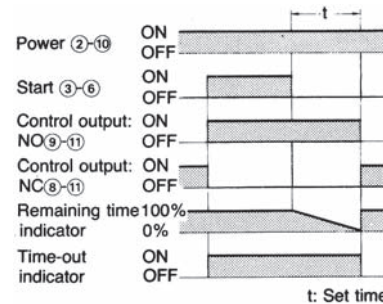 t
Power ②-⑩ ON
OFF
Start ③-⑥ ON
OFF
Control output: ON
NO⑨-⑪ OFF
Control output: ON
NC⑧-⑪ OFF
Remaining time 100%
indicator 0%
Time-out ON
indicator OFF
t: Set time